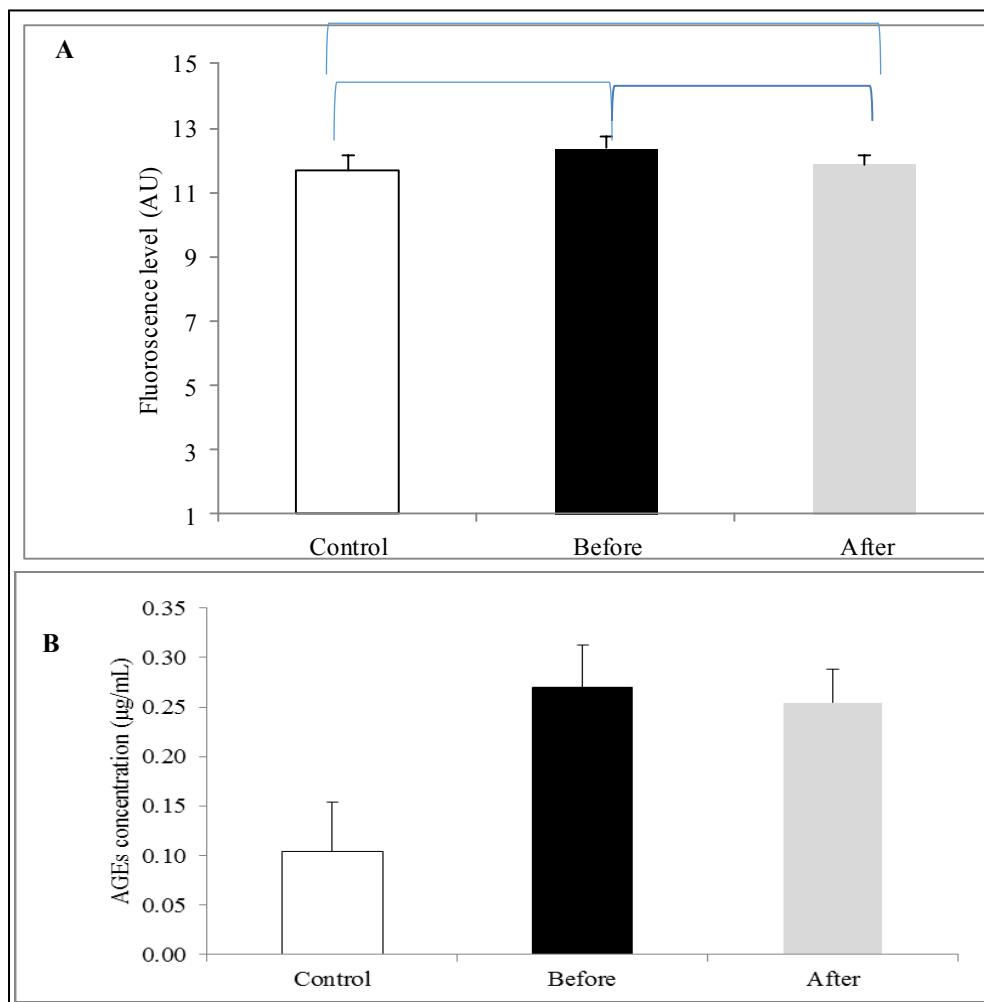 A
Fluoroscence level (AU)
15
13
11
9
7
5
3
1
Control Before After
B
AGEs concentration (µg/mL)
0.35
0.30
0.25
0.20
0.15
0.10
0.05
0.00
Control Before After